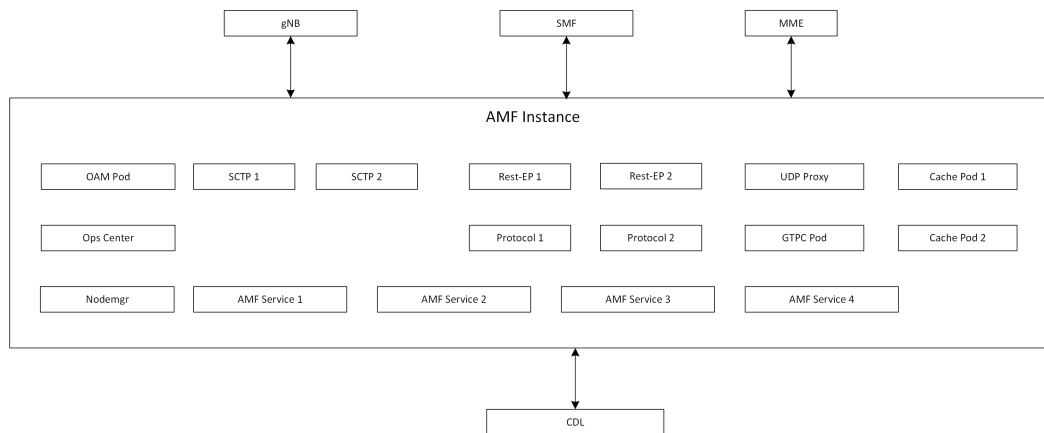 gNB
SMF
MME
AMF Instance
OAM Pod
SCTP 1
SCTP 2
Rest-EP 1
Rest-EP 2
UDP Proxy
Cache Pod 1
Ops Center
Protocol 1
Protocol 2
GTPC Pod
Cache Pod 2
Nodemgr
AMF Service 1
AMF Service 2
AMF Service 3
AMF Service 4
CDL